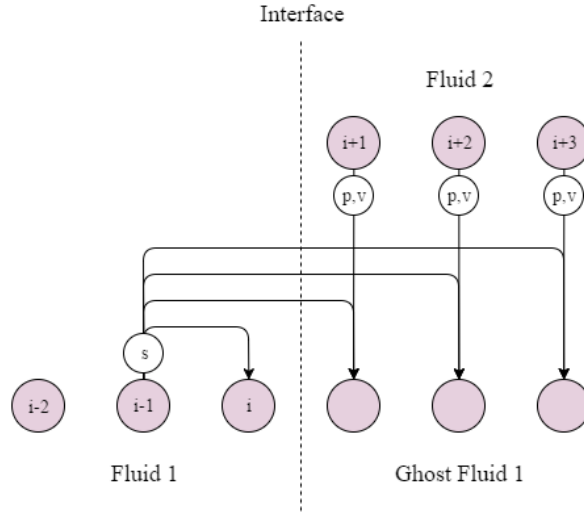 Interface
Fluid 2
i+1
i+2
i+3
p,v
p,v
p,v
s
i-2
i-1
i
Fluid 1
Ghost Fluid 1